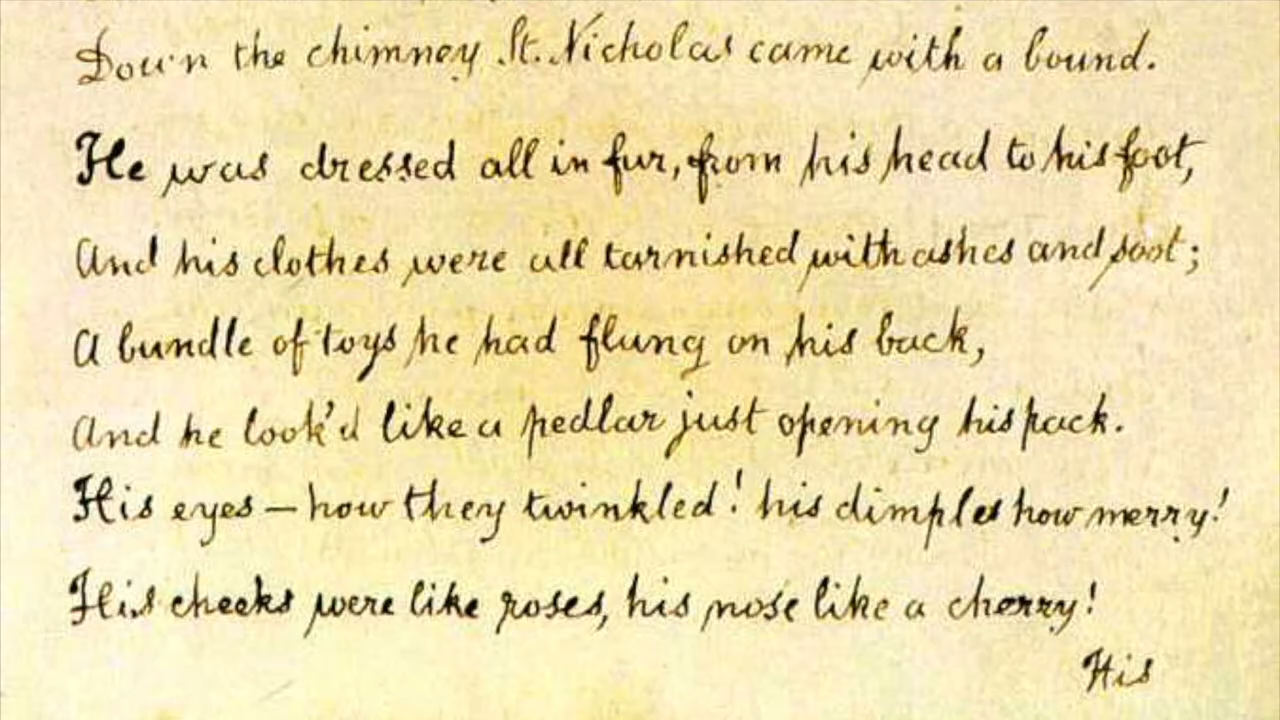 Down the chimney St. Nicholas came with a bound.
He was dressed all in fur, from his head to his foot,
And his clothes were all tarnished with ashes and soot;
A bundle of toys he had flung on his back,
And he look'd like a pedlar just opening his pack.
His eyes – how they twinkled! his dimples how merry!
His cheeks were like roses, his nose like a cherry!
His